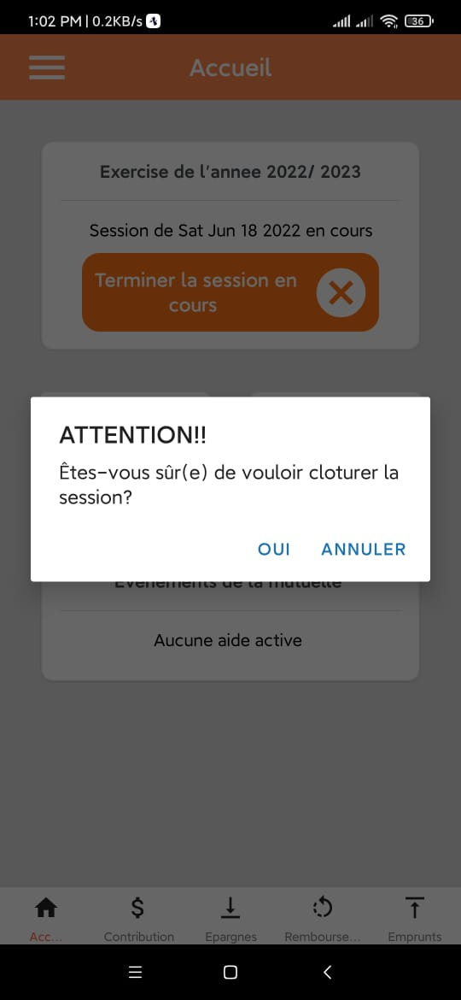 1:02 PM | 0.2KB/s
36
Accueil
Exercise de l'annee 2022/ 2023
Session de Sat Jun 18 2022 en cours
Terminer la session en
cours
ATTENTION!!
Êtes-vous sûr(e) de vouloir cloturer la
session?
OUI ANNULER
Evenements de la mutuelle
Aucune aide active
Acc... Contribution Epargnes Rembourse... Emprunts